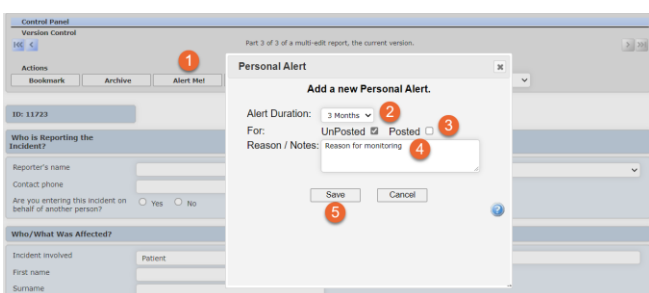 Control Panel
Version Control
Part 3 of 3 of a multi-edit report, the current version.
Actions
1
Bookmark Archive Alert Me!
Personal Alert
Add a new Personal Alert.
Alert Duration: 3 Months 2
For: UnPosted Posted 3
Reason / Notes: Reason for monitoring 4
Save Cancel
5
ID: 11723
Who is Reporting the
Incident?
Reporter's name
Contact phone
Are you entering this incident on
behalf of another person?
Yes No
Who/What Was Affected?
Incident involved Patient
First name
Surname